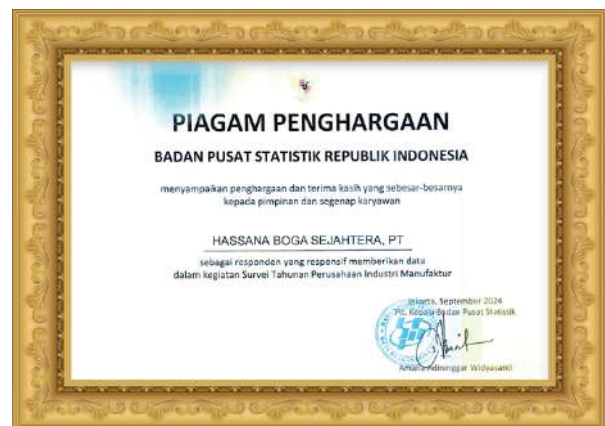 PIAGAM PENGHARGAAN
BADAN PUSAT STATISTIK REPUBLIK INDONESIA
menyampaikan penghargaan dan terima kasih yang sebesar-besarnya
kepada pimpinan dan segenap karyawan
HASSANA BOGA SEJAHTERA, PT
sebagai responden yang responsif memberikan data
dalam kegiatan Survei Tahunan Perusahaan Industri Manufaktur
Jakarta, September 2024
Plt. Kepala Badan Pusat Statistik
Amalia Adininggar Widyasanti